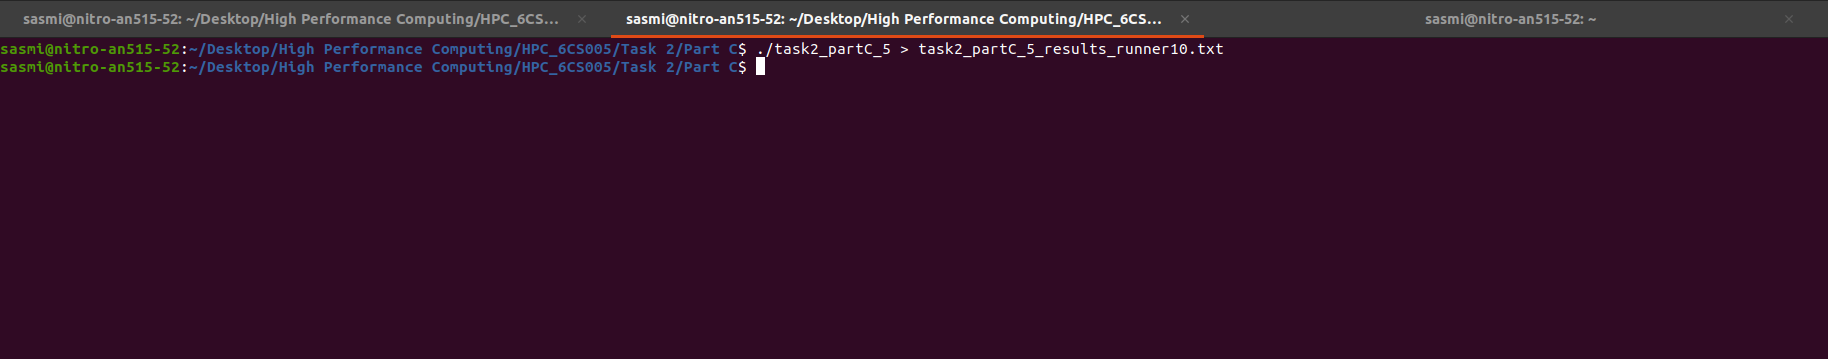 sasmi@nitro-an515-52: ~/Desktop/High Performance Computing/HPC_6CS... × sasmi@nitro-an515-52: ~/Desktop/High Performance Computing/HPC_6CS... × sasmi@nitro-an515-52: ~ ×
sasmi@nitro-an515-52:~/Desktop/High Performance Computing/HPC_6CS005/Task 2/Part C$ ./task2_partC_5 > task2_partC_5_results_runner10.txt
sasmi@nitro-an515-52:~/Desktop/High Performance Computing/HPC_6CS005/Task 2/Part C$